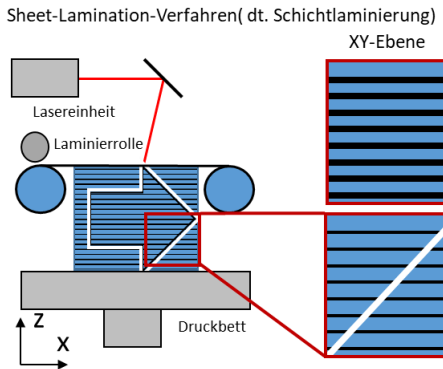 Sheet-Lamination-Verfahren( dt. Schichtlaminierung)
XY-Ebene
Lasereinheit
Laminierrolle
Druckbett
Z
X